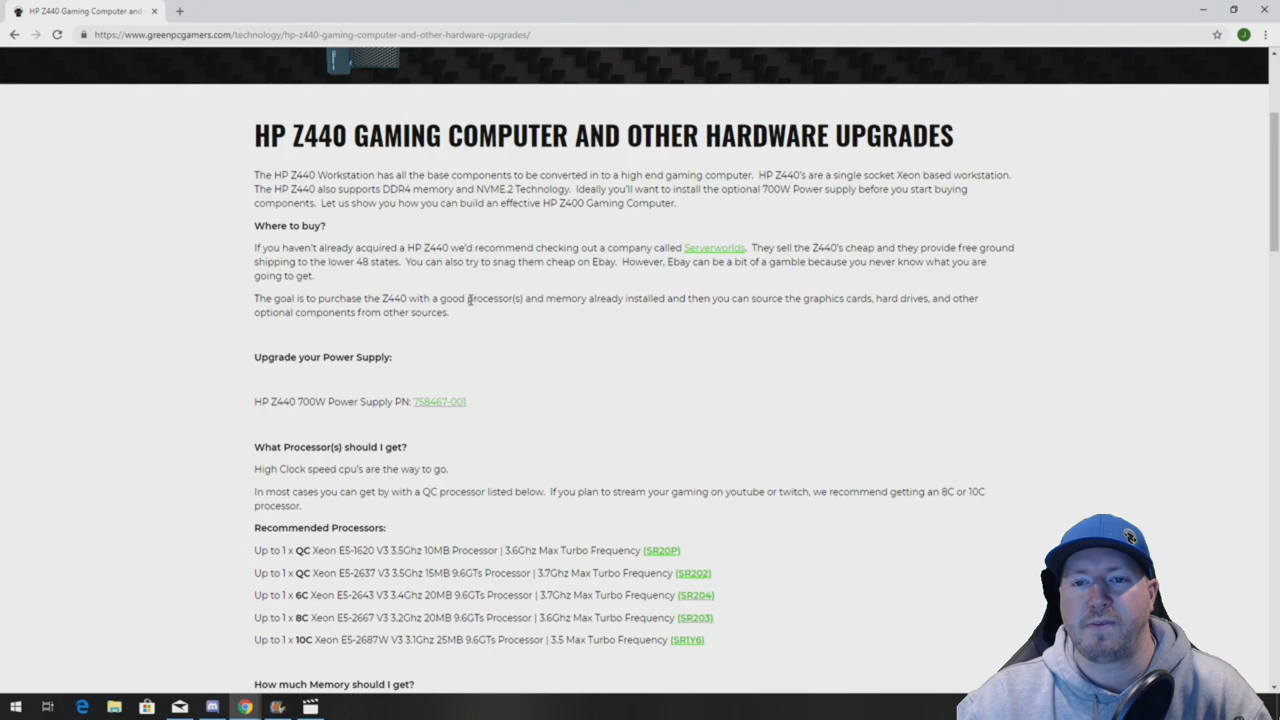 HP Z440 Gaming Computer and
https://www.greenpcgamers.com/technology/hp-z440-gaming-computer-and-other-hardware-upgrades/
J
HP Z440 GAMING COMPUTER AND OTHER HARDWARE UPGRADES
The HP Z440 Workstation has all the base components to be converted in to a high end gaming computer. HP Z440's are a single socket Xeon based workstation.
The HP Z440 also supports DDR4 memory and NVME.2 Technology. Ideally you'll want to install the optional 700W Power supply before you start buying
components. Let us show you how you can build an effective HP Z400 Gaming Computer.
Where to buy?
If you haven't already acquired a HP Z440 we'd recommend checking out a company called Serverworlds. They sell the Z440's cheap and they provide free ground
shipping to the lower 48 states. You can also try to snag them cheap on Ebay. However, Ebay can be a bit of a gamble because you never know what you are
going to get.
The goal is to purchase the Z440 with a good processor(s) and memory already installed and then you can source the graphics cards, hard drives, and other
optional components from other sources.
Upgrade your Power Supply:
HP Z440 700W Power Supply PN: 758467-001
What Processor(s) should I get?
High Clock speed cpu's are the way to go.
In most cases you can get by with a QC processor listed below. If you plan to stream your gaming on youtube or twitch, we recommend getting an 8C or 10C
processor.
Recommended Processors:
Up to 1 x QC Xeon E5-1620 V3 3.5Ghz 10MB Processor | 3.6Ghz Max Turbo Frequency (SR20P)
Up to 1 x QC Xeon E5-2637 V3 3.5Ghz 15MB 9.6GTs Processor | 3.7Ghz Max Turbo Frequency (SR202)
Up to 1 x 6C Xeon E5-2643 V3 3.4Ghz 20MB 9.6GTs Processor | 3.7Ghz Max Turbo Frequency (SR204)
Up to 1 x 8C Xeon E5-2667 V3 3.2Ghz 20MB 9.6GTs Processor | 3.6Ghz Max Turbo Frequency (SR203)
Up to 1 x 10C Xeon E5-2687W V3 3.1Ghz 25MB 9.6GTs Processor | 3.5 Max Turbo Frequency (SR1Y6)
How much Memory should I get?